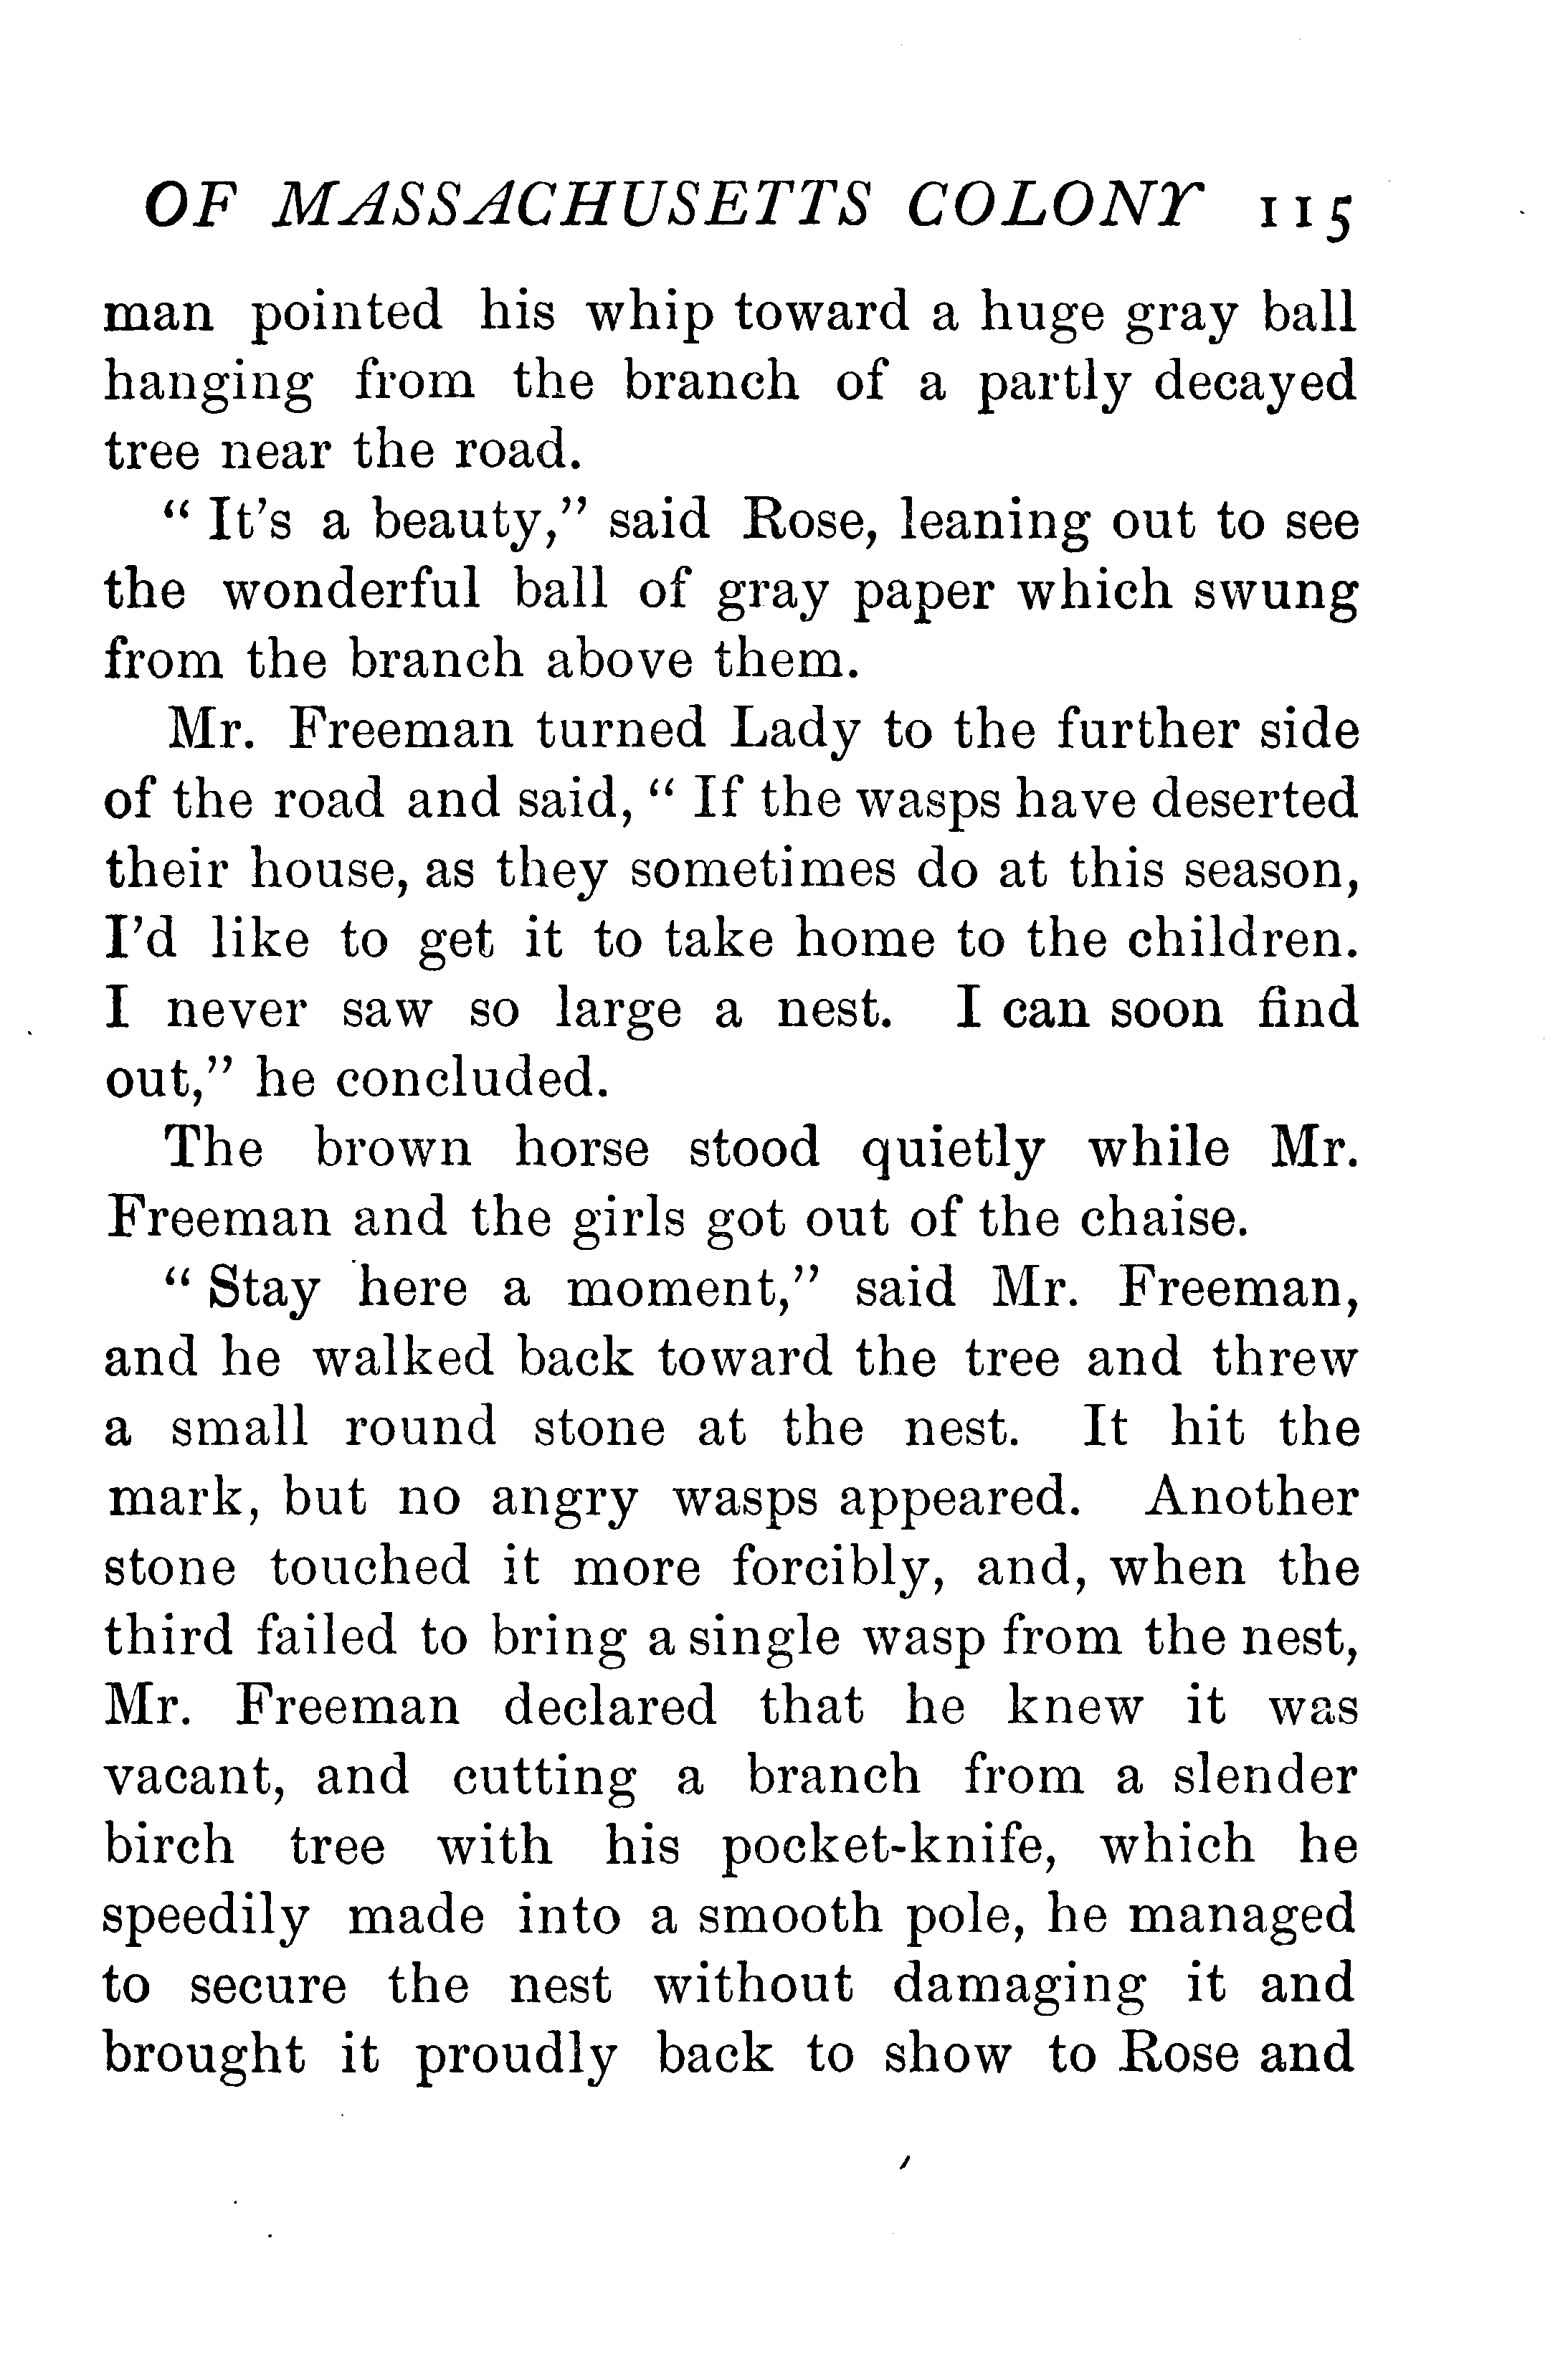 OF MASSACHUSETTS COLONY 115
man pointed his whip toward a huge gray ball
hanging from the branch of a partly decayed
tree near the road.
“ It’s a beauty,” said Rose, leaning out to see
the wonderful ball of gray paper which swung
from the branch above them.
Mr. Freeman turned Lady to the further side
of the road and said, “ If the wasps have deserted
their house, as they sometimes do at this season,
I’d like to get it to take home to the children.
I never saw so large a nest. I can soon find
out,” he concluded.
The brown horse stood quietly while Mr.
Freeman and the girls got out of the chaise.
“ Stay here a moment,” said Mr. Freeman,
and he walked back toward the tree and threw
a small round stone at the nest. It hit the
mark, but no angry wasps appeared. Another
stone touched it more forcibly, and, when the
third failed to bring a single wasp from the nest,
Mr. Freeman declared that he knew it was
vacant, and cutting a branch from a slender
birch tree with his pocket-knife, which he
speedily made into a smooth pole, he managed
to secure the nest without damaging it and
brought it proudly back to show to Rose and